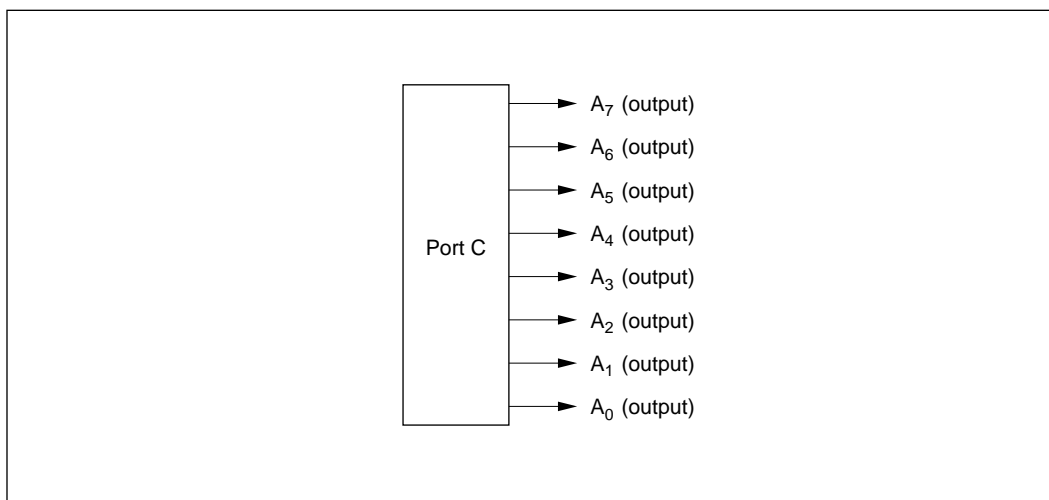 A₇ (output)
A₆ (output)
A₅ (output)
A₄ (output)
Port C
A₃ (output)
A₂ (output)
A₁ (output)
A₀ (output)